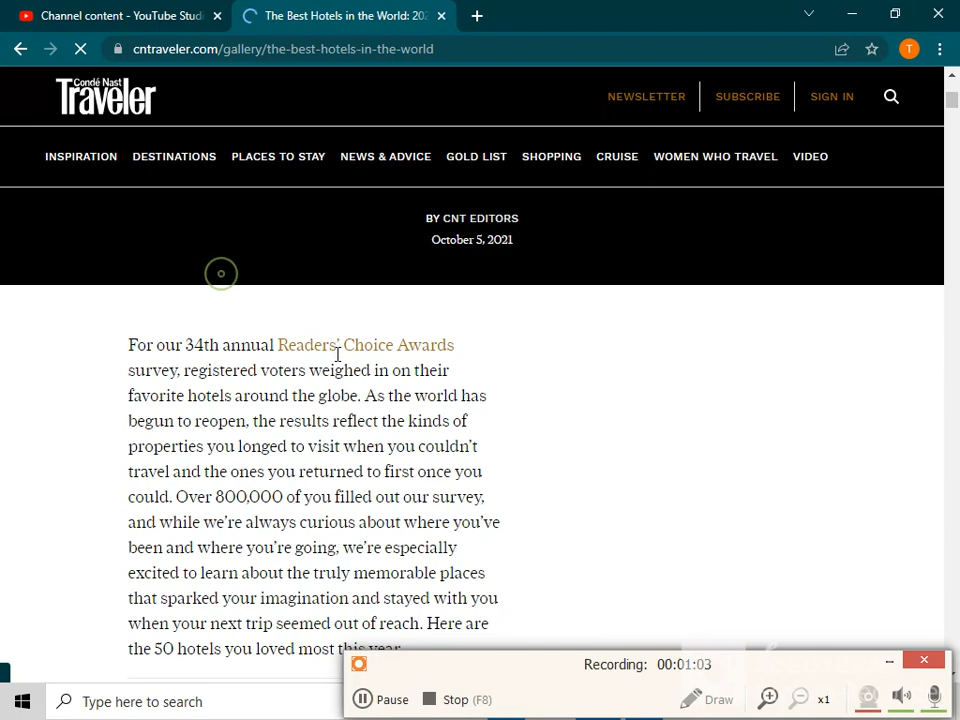 Channel content - YouTube Stud
The Best Hotels in the World: 202
cntraveler.com/gallery/the-best-hotels-in-the-world
T
Condé Nast
Traveler
NEWSLETTER
SUBSCRIBE
SIGN IN
INSPIRATION
DESTINATIONS
PLACES TO STAY
NEWS & ADVICE
GOLD LIST
SHOPPING
CRUISE
WOMEN WHO TRAVEL
VIDEO
BY CNT EDITORS
October 5, 2021
For our 34th annual Readers' Choice Awards
survey, registered voters weighed in on their
favorite hotels around the globe. As the world has
begun to reopen, the results reflect the kinds of
properties you longed to visit when you couldn't
travel and the ones you returned to first once you
could. Over 800,000 of you filled out our survey,
and while we're always curious about where you've
been and where you're going, we're especially
excited to learn about the truly memorable places
that sparked your imagination and stayed with you
when your next trip seemed out of reach. Here are
the 50 hotels you loved most this year.
Recording: 00:01:03
Pause
Stop (F8)
Draw
x1
Type here to search